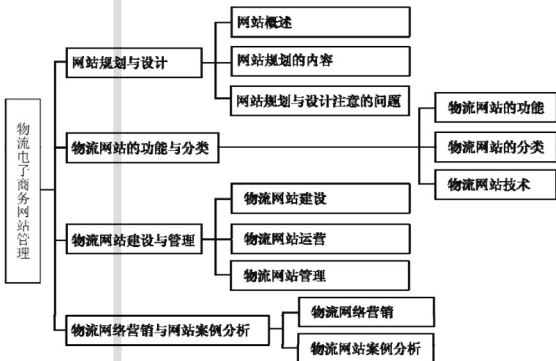 物流电子商务网站管理
网站规划与设计
网站概述
网站规划的内容
网站规划与设计注意的问题
物流网站的功能与分类
物流网站的功能
物流网站的分类
物流网站技术
物流网站建设与管理
物流网站建设
物流网站运营
物流网站管理
物流网络营销与网站案例分析
物流网络营销
物流网站案例分析